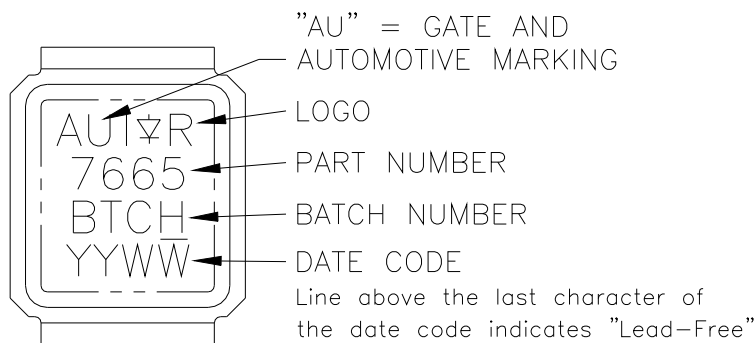 "AU" = GATE AND
AUTOMOTIVE MARKING
AUI R
LOGO
7665
PART NUMBER
BTCH
BATCH NUMBER
YYWW̅
DATE CODE
Line above the last character of
the date code indicates "Lead-Free"